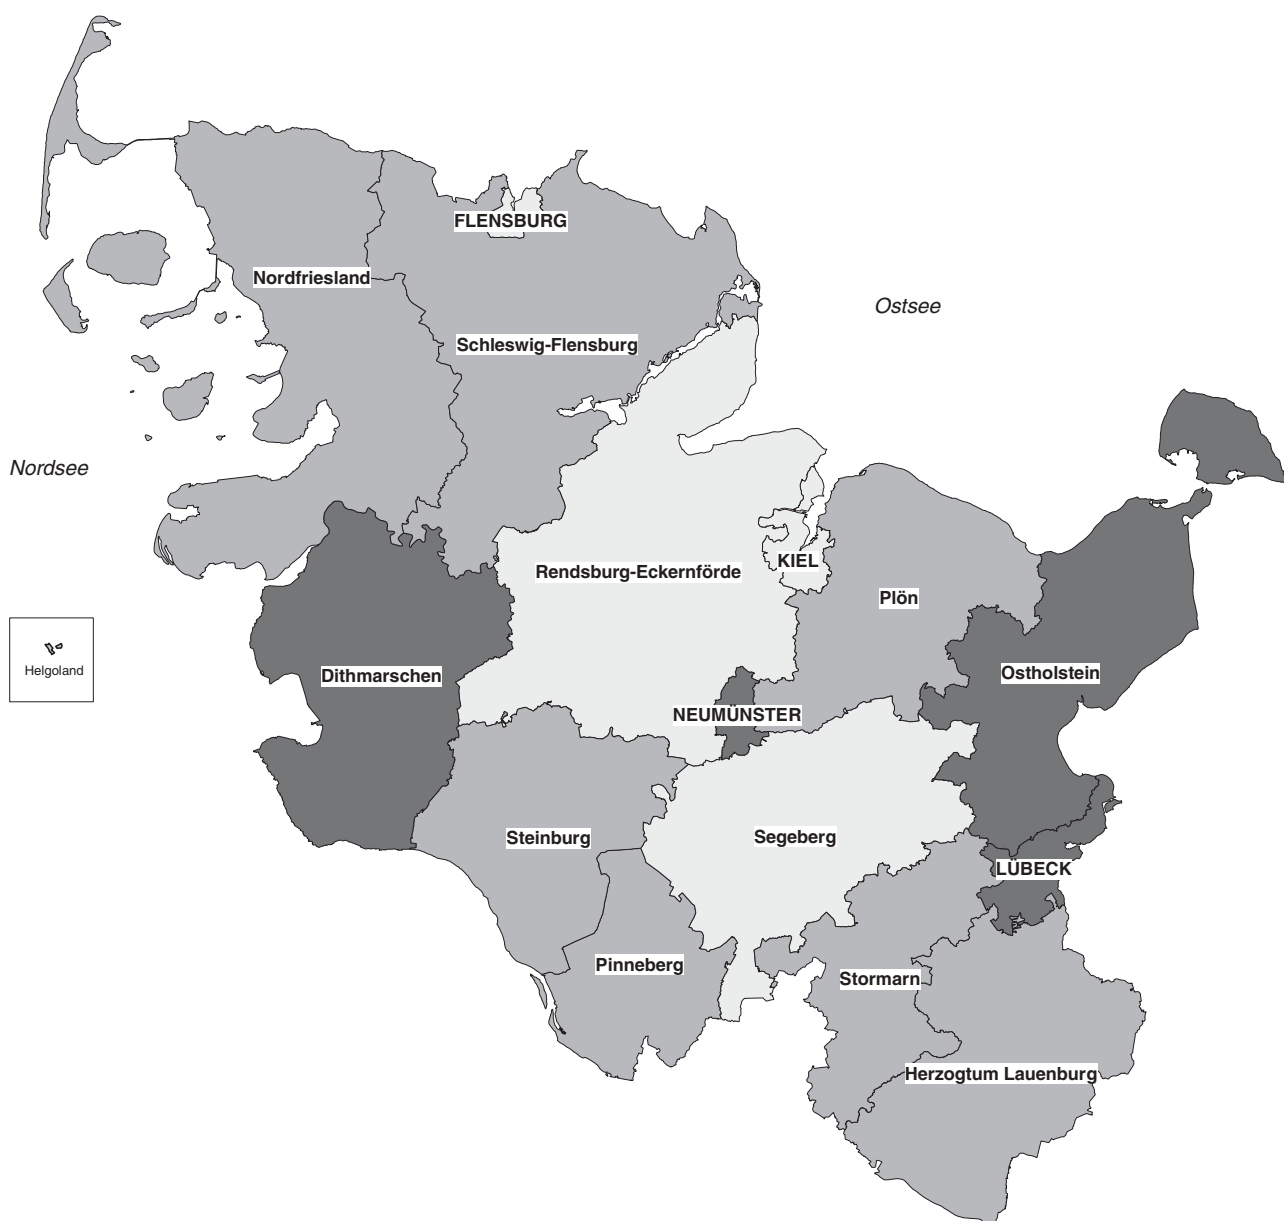 FLENSBURG
Nordfriesland
Ostsee
Schleswig-Flensburg
Nordsee
KIEL
Rendsburg-Eckernförde
Plön
Helgoland
Dithmarschen
Ostholstein
NEUMÜNSTER
Steinburg
Segeberg
LÜBECK
Pinneberg
Stormarn
Herzogtum Lauenburg